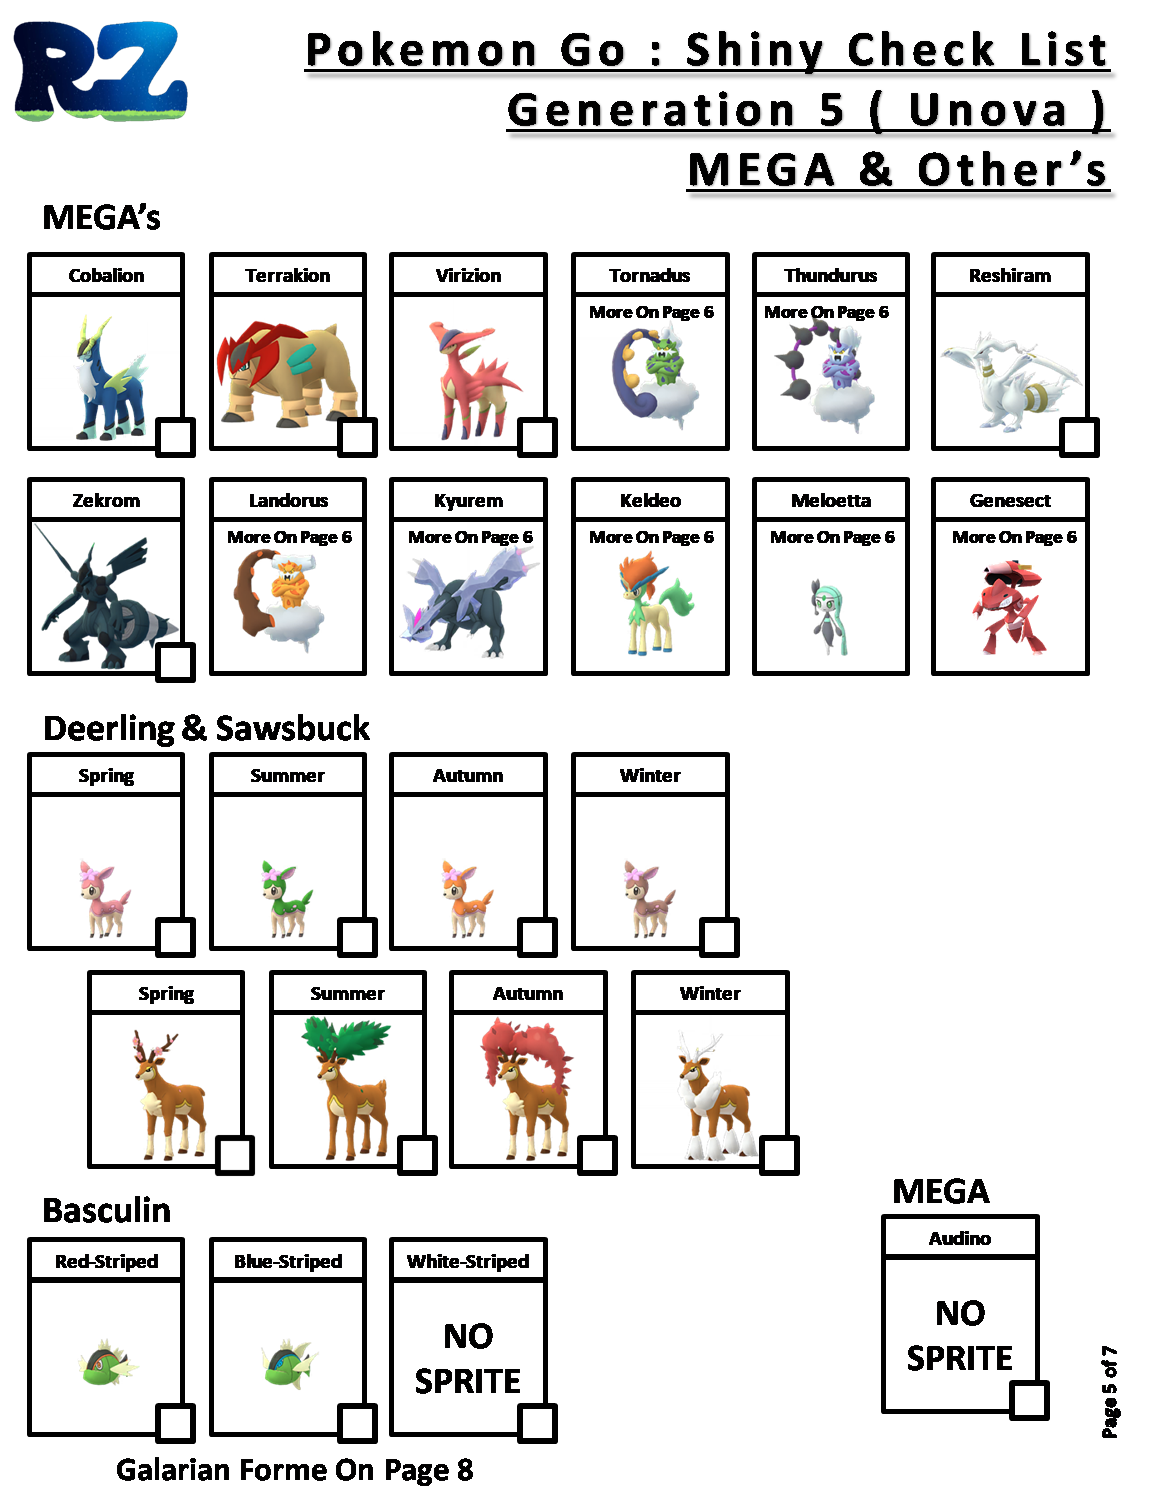 RZ
Pokemon Go : Shiny Check List
Generation 5 ( Unova )
MEGA & Other's
MEGA's
Cobalion Terrakion Virizion Tornadus Thundurus Reshiram
More On Page 6 More On Page 6
Zekrom Landorus Kyurem Keldeo Meloetta Genesect
More On Page 6 More On Page 6 More On Page 6 More On Page 6 More On Page 6
Deerling & Sawsbuck
Spring Summer Autumn Winter
Spring Summer Autumn Winter
Basculin
Red-Striped Blue-Striped White-Striped
NO
SPRITE
Galarian Forme On Page 8
MEGA
Audino
NO
SPRITE
Page 5 of 7